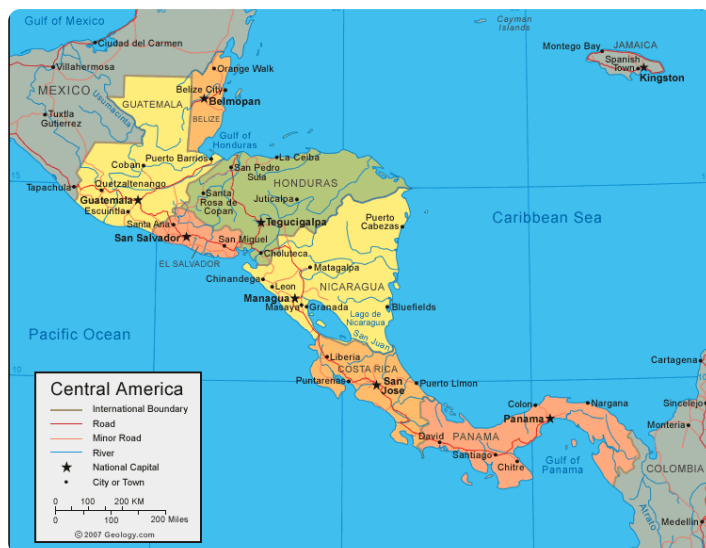 Gulf of Mexico
Cayman
Islands
Ciudad del Carmen
Montego Bay
JAMAICA
Spanish
Town
Kingston
Villahermosa
Orange Walk
MEXICO
Usumacinta
GUATEMALA
Belize City
Belmopan
BELIZE
Tuxtla
Gutierrez
Gulf of
Honduras
Puerto Barrios
Coban
La Ceiba
San Pedro
Sula
HONDURAS
15
Tapachula
Quetzaltenango
Guatemala
Escuintla
Santa
Rosa de
Copan
Juticalpa
Puerto
Cabezas
Caribbean Sea
Santa Ana
Tegucigalpa
San Salvador
San Miguel
EL SALVADOR
Choluteca
Matagalpa
Chinandega
Leon
NICARAGUA
Managua
Masaya
Granada
Bluefields
Lago de
Nicaragua
San Juan
Pacific Ocean
Liberia
COSTA RICA
Cartagena
10
Puntarenas
San
Jose
Puerto Limon
Colon
Nargana
Sincelejo
Panama
Monteria
David
PANAMA
Santiago
Chitre
Gulf of
Panama
COLOMBIA
Atrato
Medellin
Central America
International Boundary
Road
Minor Road
River
National Capital
City or Town
0 100 200 KM
0 100 200 Miles
© 2007 Geology.com